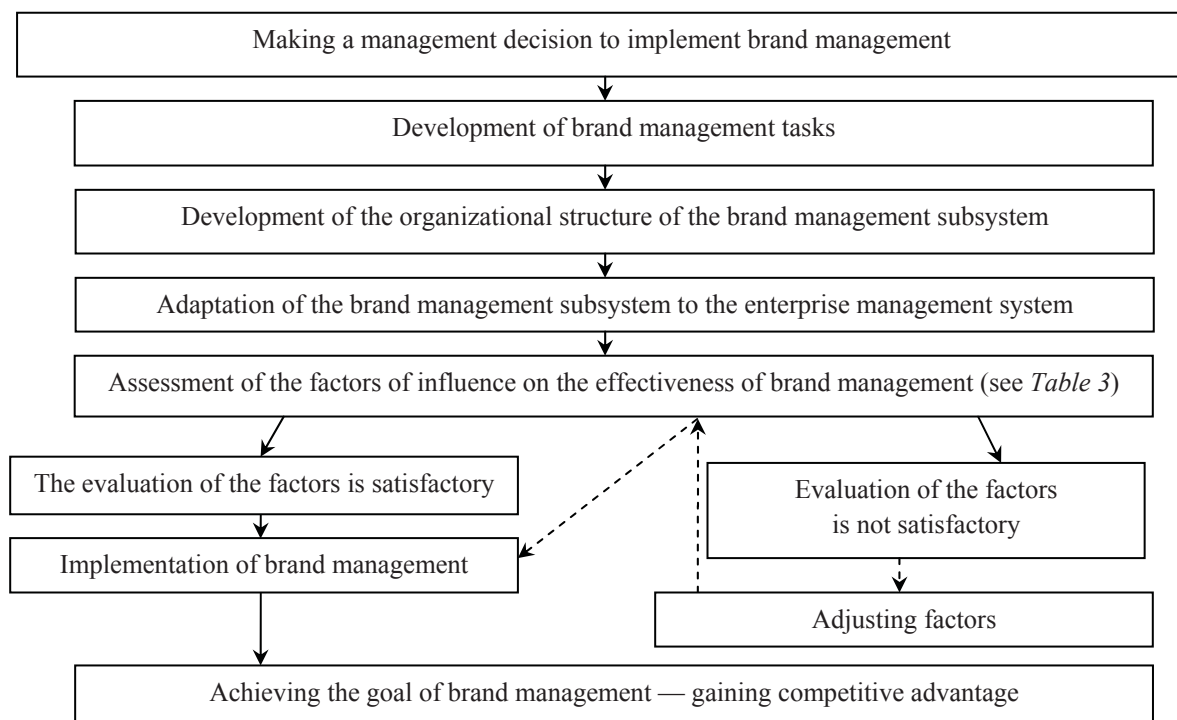 Making a management decision to implement brand management
Development of brand management tasks
Development of the organizational structure of the brand management subsystem
Adaptation of the brand management subsystem to the enterprise management system
Assessment of the factors of influence on the effectiveness of brand management (see Table 3)
The evaluation of the factors is satisfactory
Implementation of brand management
Evaluation of the factors
is not satisfactory
Adjusting factors
Achieving the goal of brand management — gaining competitive advantage